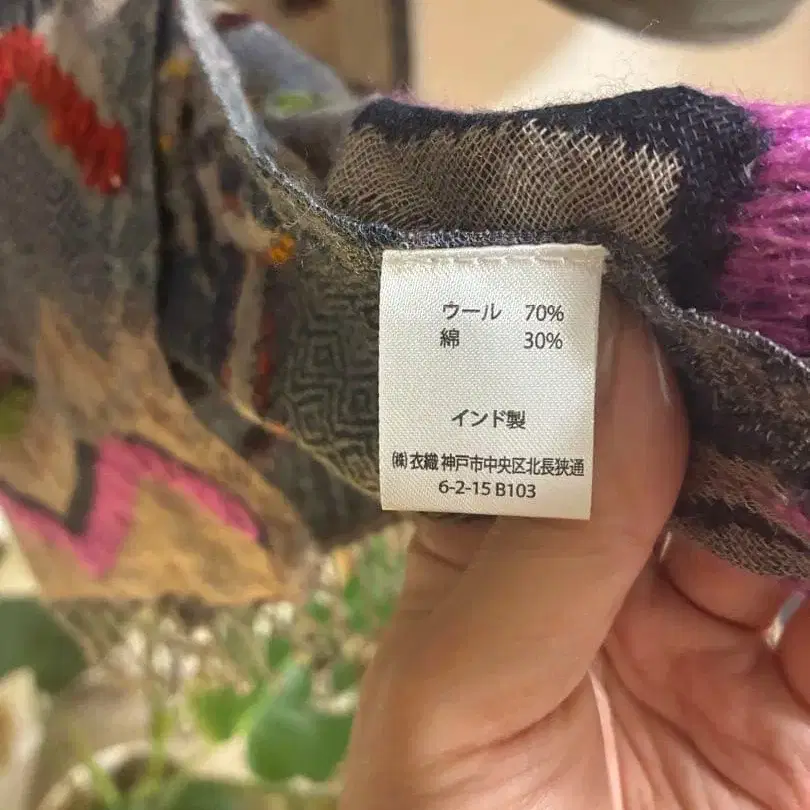 ウール 70%
綿 30%
インド製
㈱衣織 神戸市中央区北長狭通
6-2-15 B103